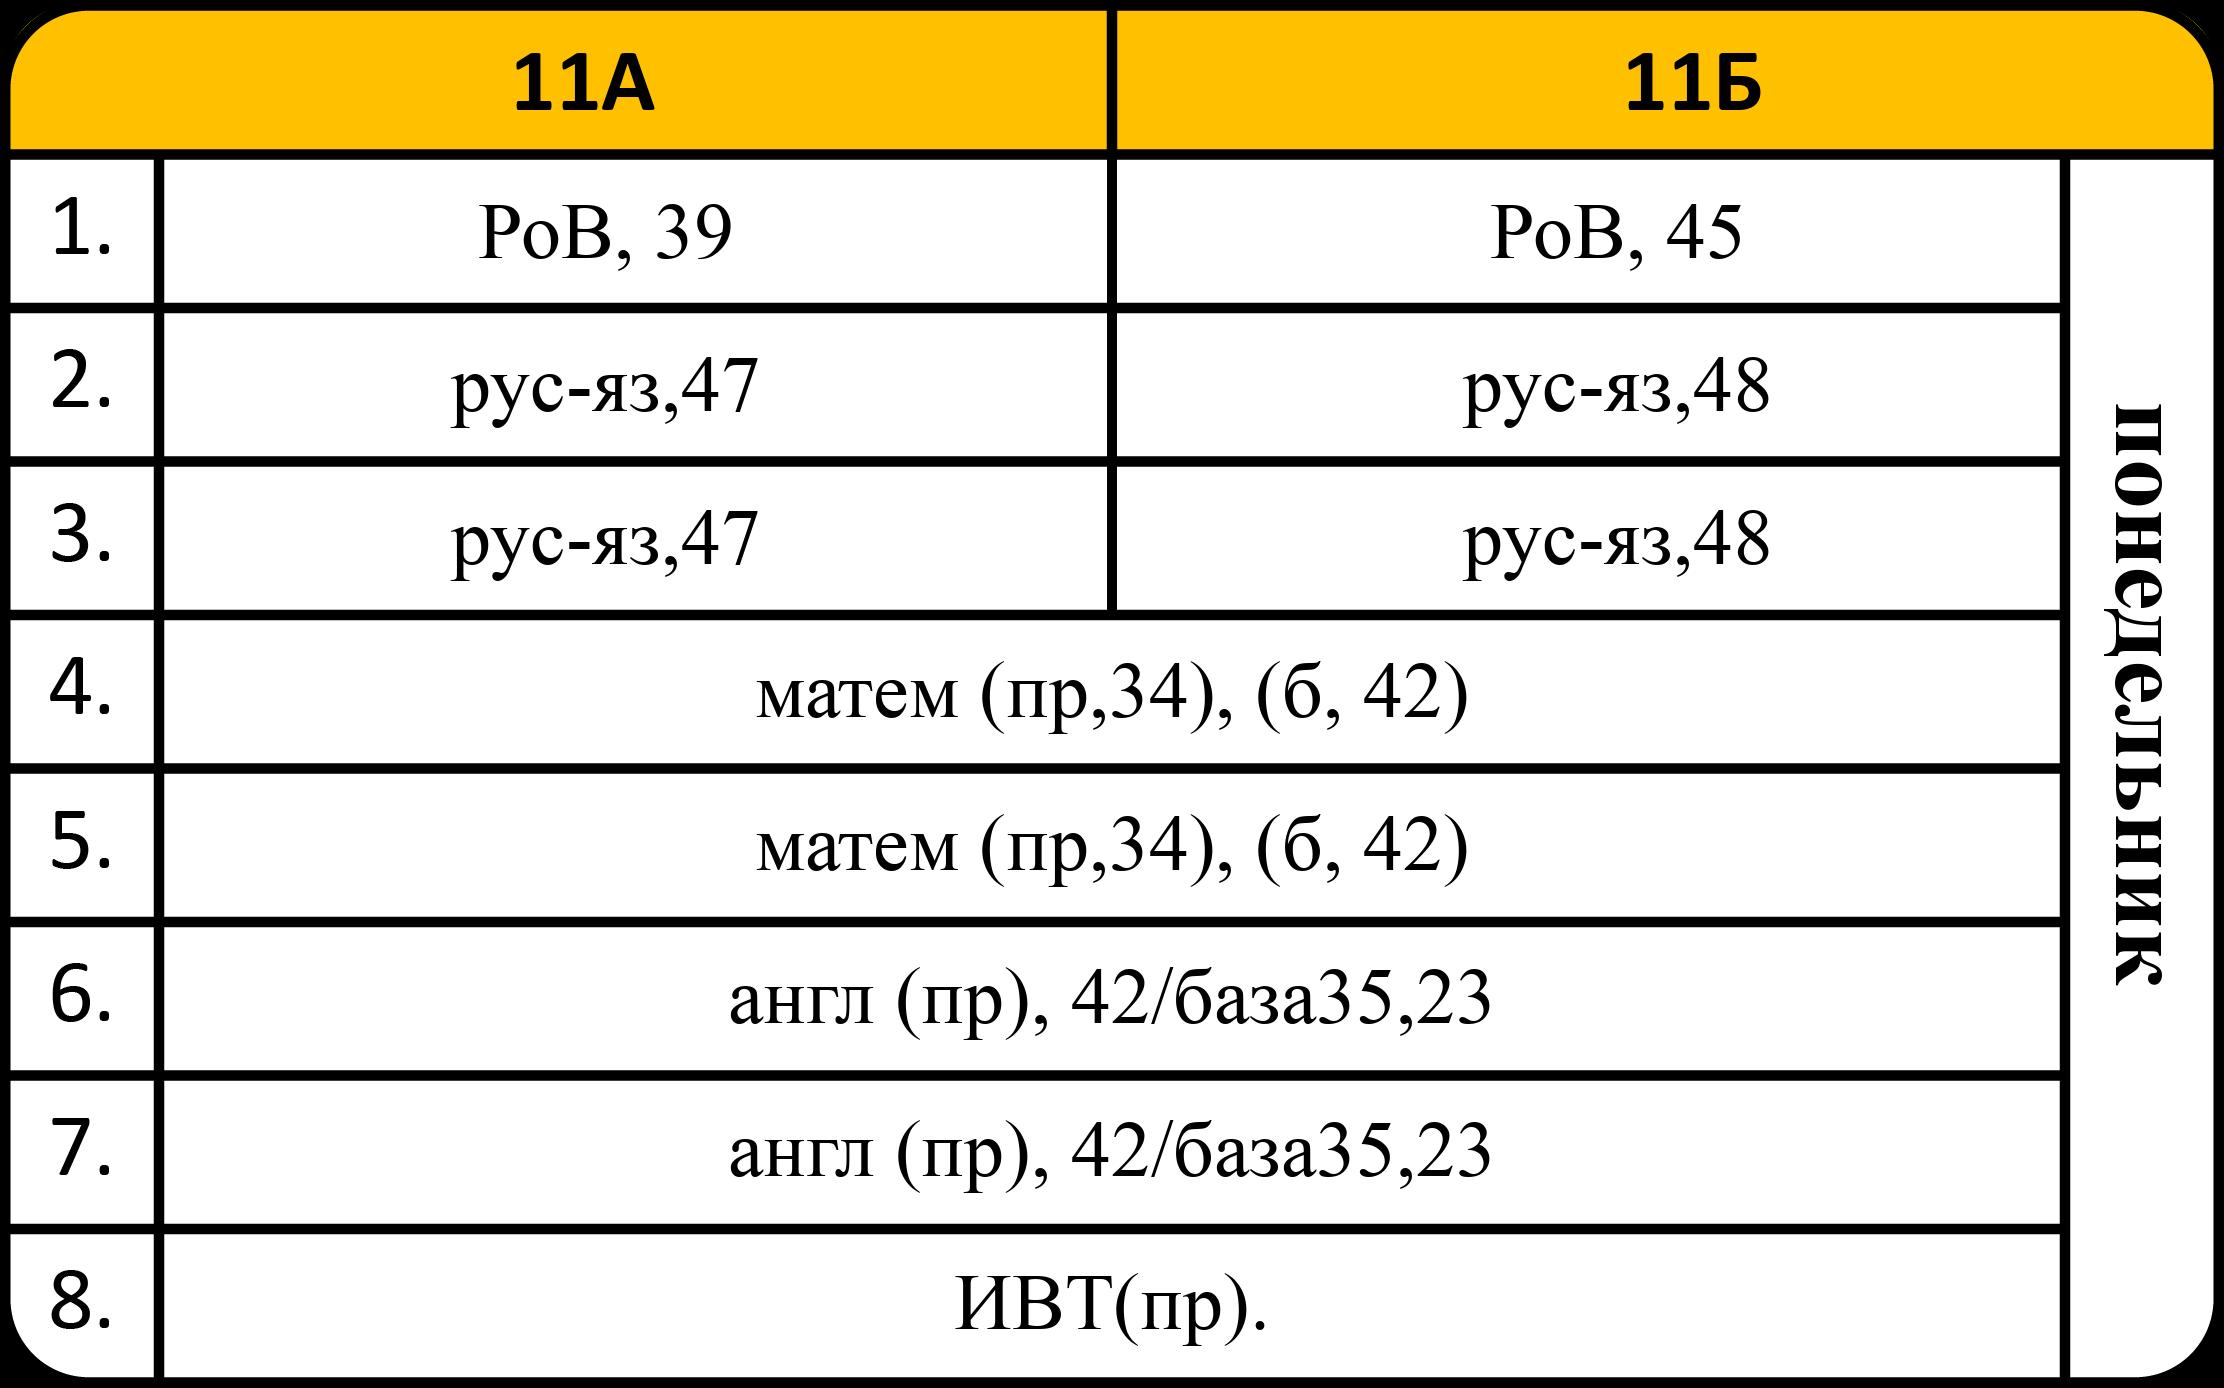 11А 11Б
1. РоВ, 39 РоВ, 45
2. рус-яз,47 рус-яз,48
3. рус-яз,47 рус-яз,48
4. матем (пр,34), (б, 42)
5. матем (пр,34), (б, 42)
6. англ (пр), 42/база35,23
7. англ (пр), 42/база35,23
8. ИВТ(пр).
понедельник